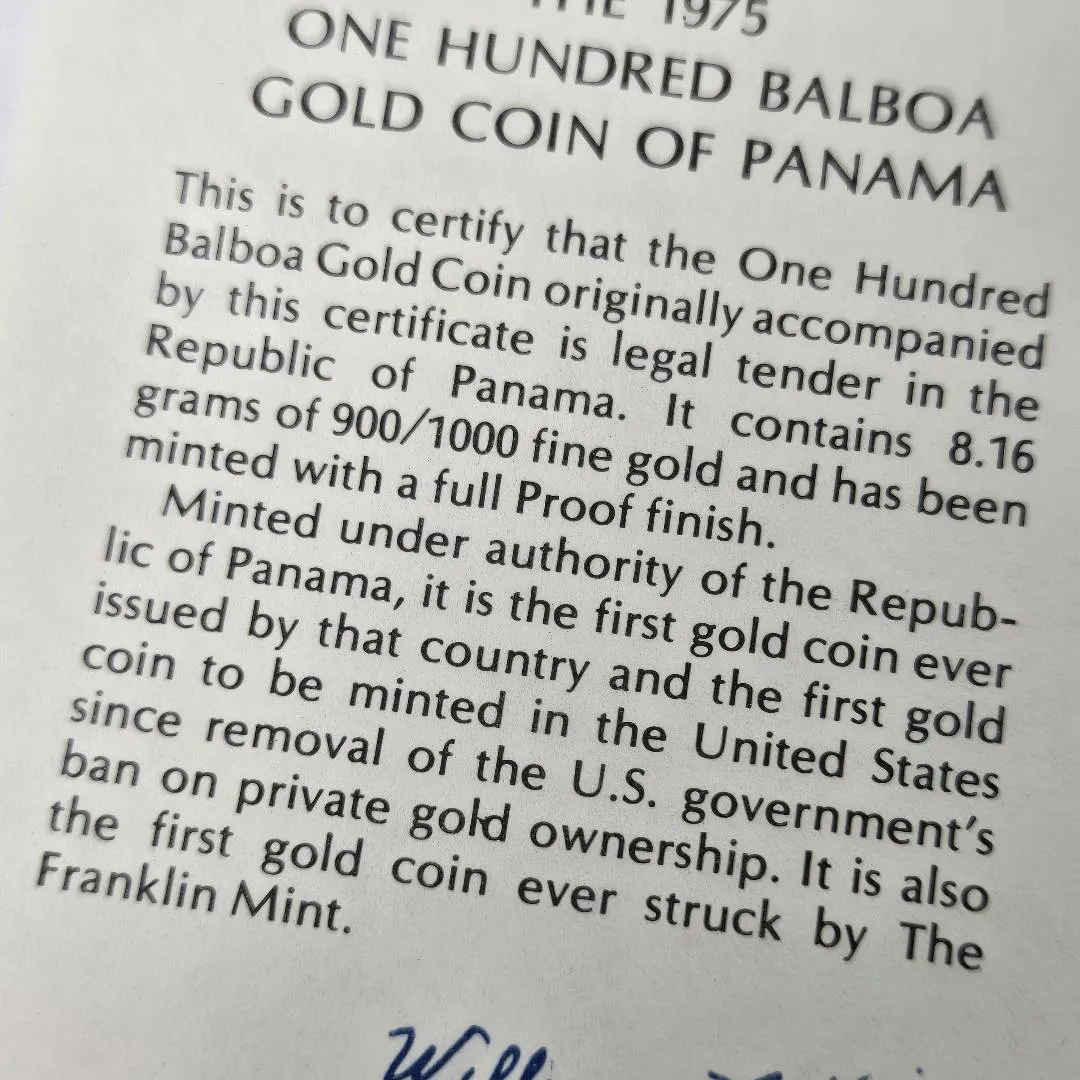 THE 1975
ONE HUNDRED BALBOA
GOLD COIN OF PANAMA
This is to certify that the One Hundred
Balboa Gold Coin originally accompanied
by this certificate is legal tender in the
Republic of Panama. It contains 8.16
grams of 900/1000 fine gold and has been
minted with a full Proof finish.
Minted under authority of the Repub-
lic of Panama, it is the first gold coin ever
issued by that country and the first gold
coin to be minted in the United States
since removal of the U.S. government's
ban on private gold ownership. It is also
the first gold coin ever struck by The
Franklin Mint.